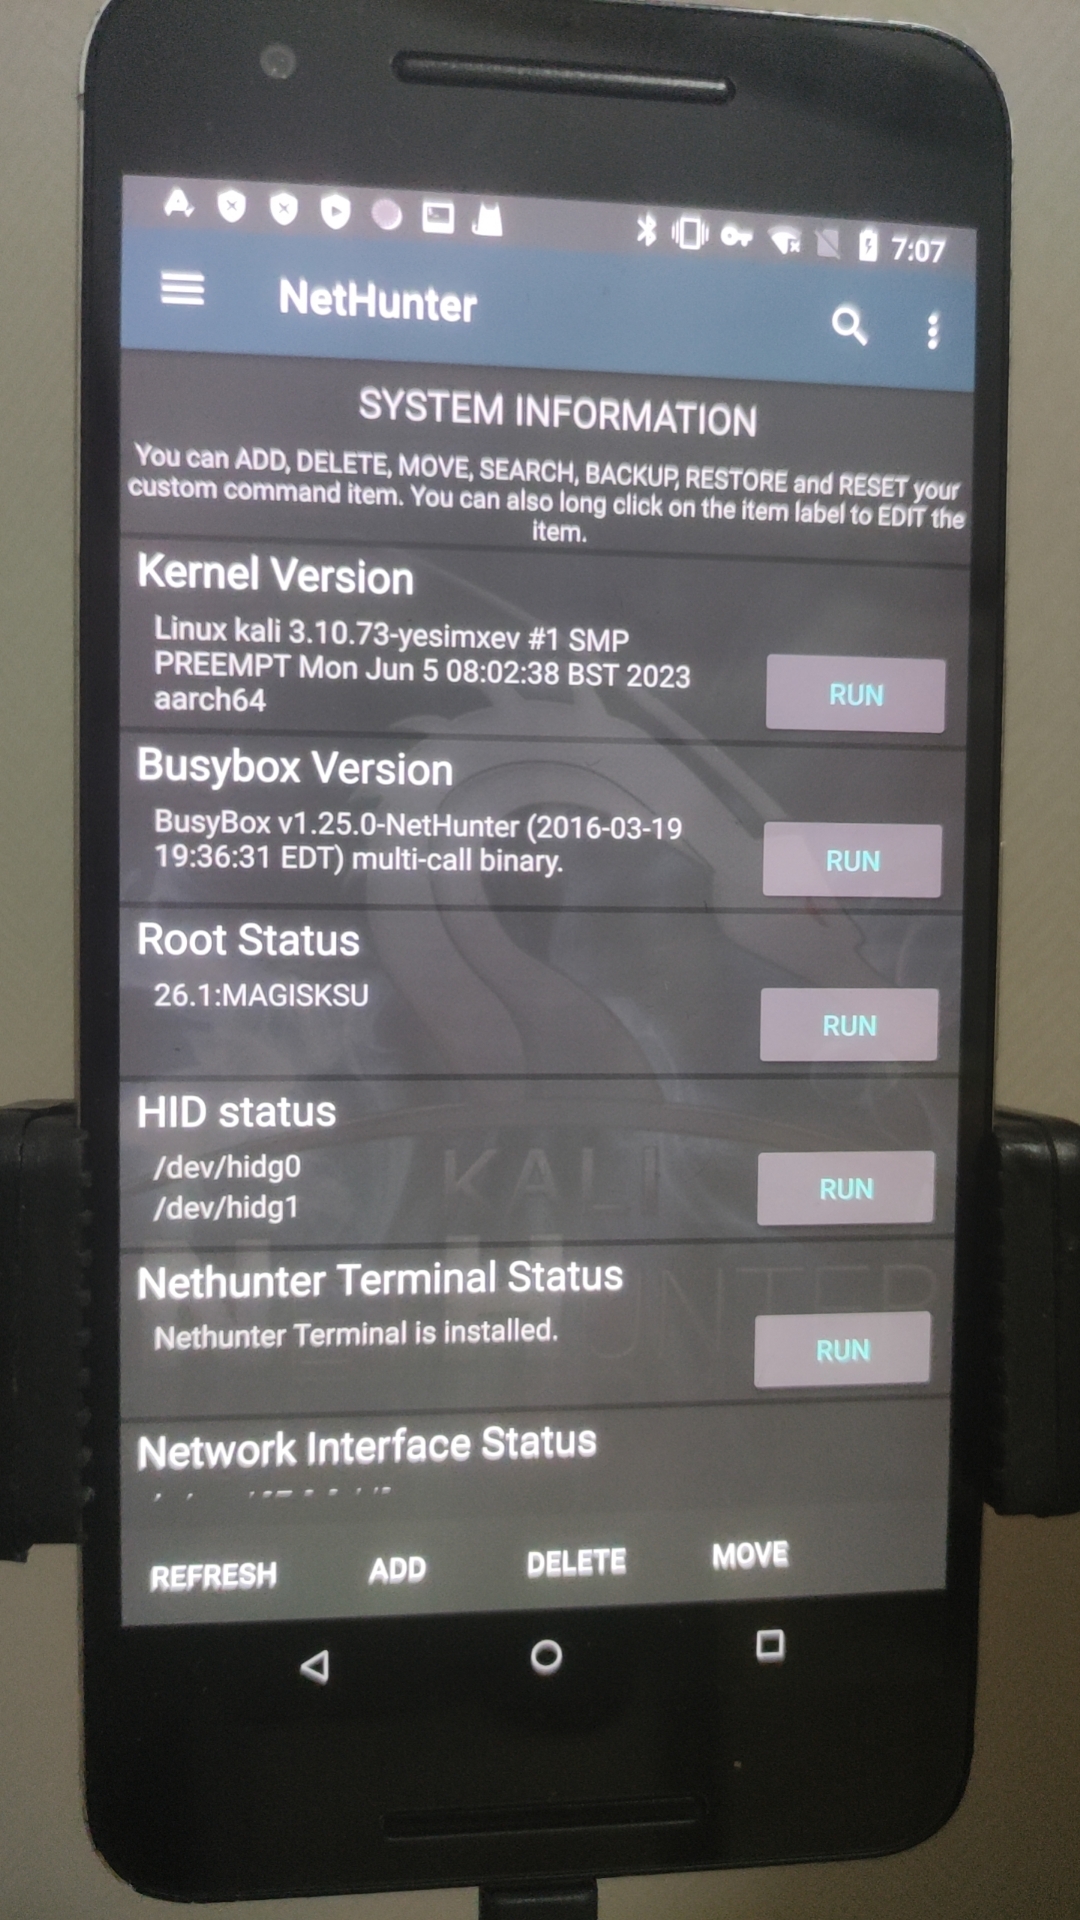 7:07
NetHunter
SYSTEM INFORMATION
You can ADD, DELETE, MOVE, SEARCH, BACKUP, RESTORE and RESET your
custom command item. You can also long click on the item label to EDIT the
item.
Kernel Version
Linux kali 3.10.73-yesimxev #1 SMP
PREEMPT Mon Jun 5 08:02:38 BST 2023
aarch64
RUN
Busybox Version
BusyBox v1.25.0-NetHunter (2016-03-19
19:36:31 EDT) multi-call binary.
RUN
Root Status
26.1:MAGISKSU
RUN
HID status
/dev/hidg0
/dev/hidg1
RUN
KALI
Nethunter Terminal Status
Nethunter Terminal is installed.
RUN
Network Interface Status
REFRESH ADD DELETE MOVE